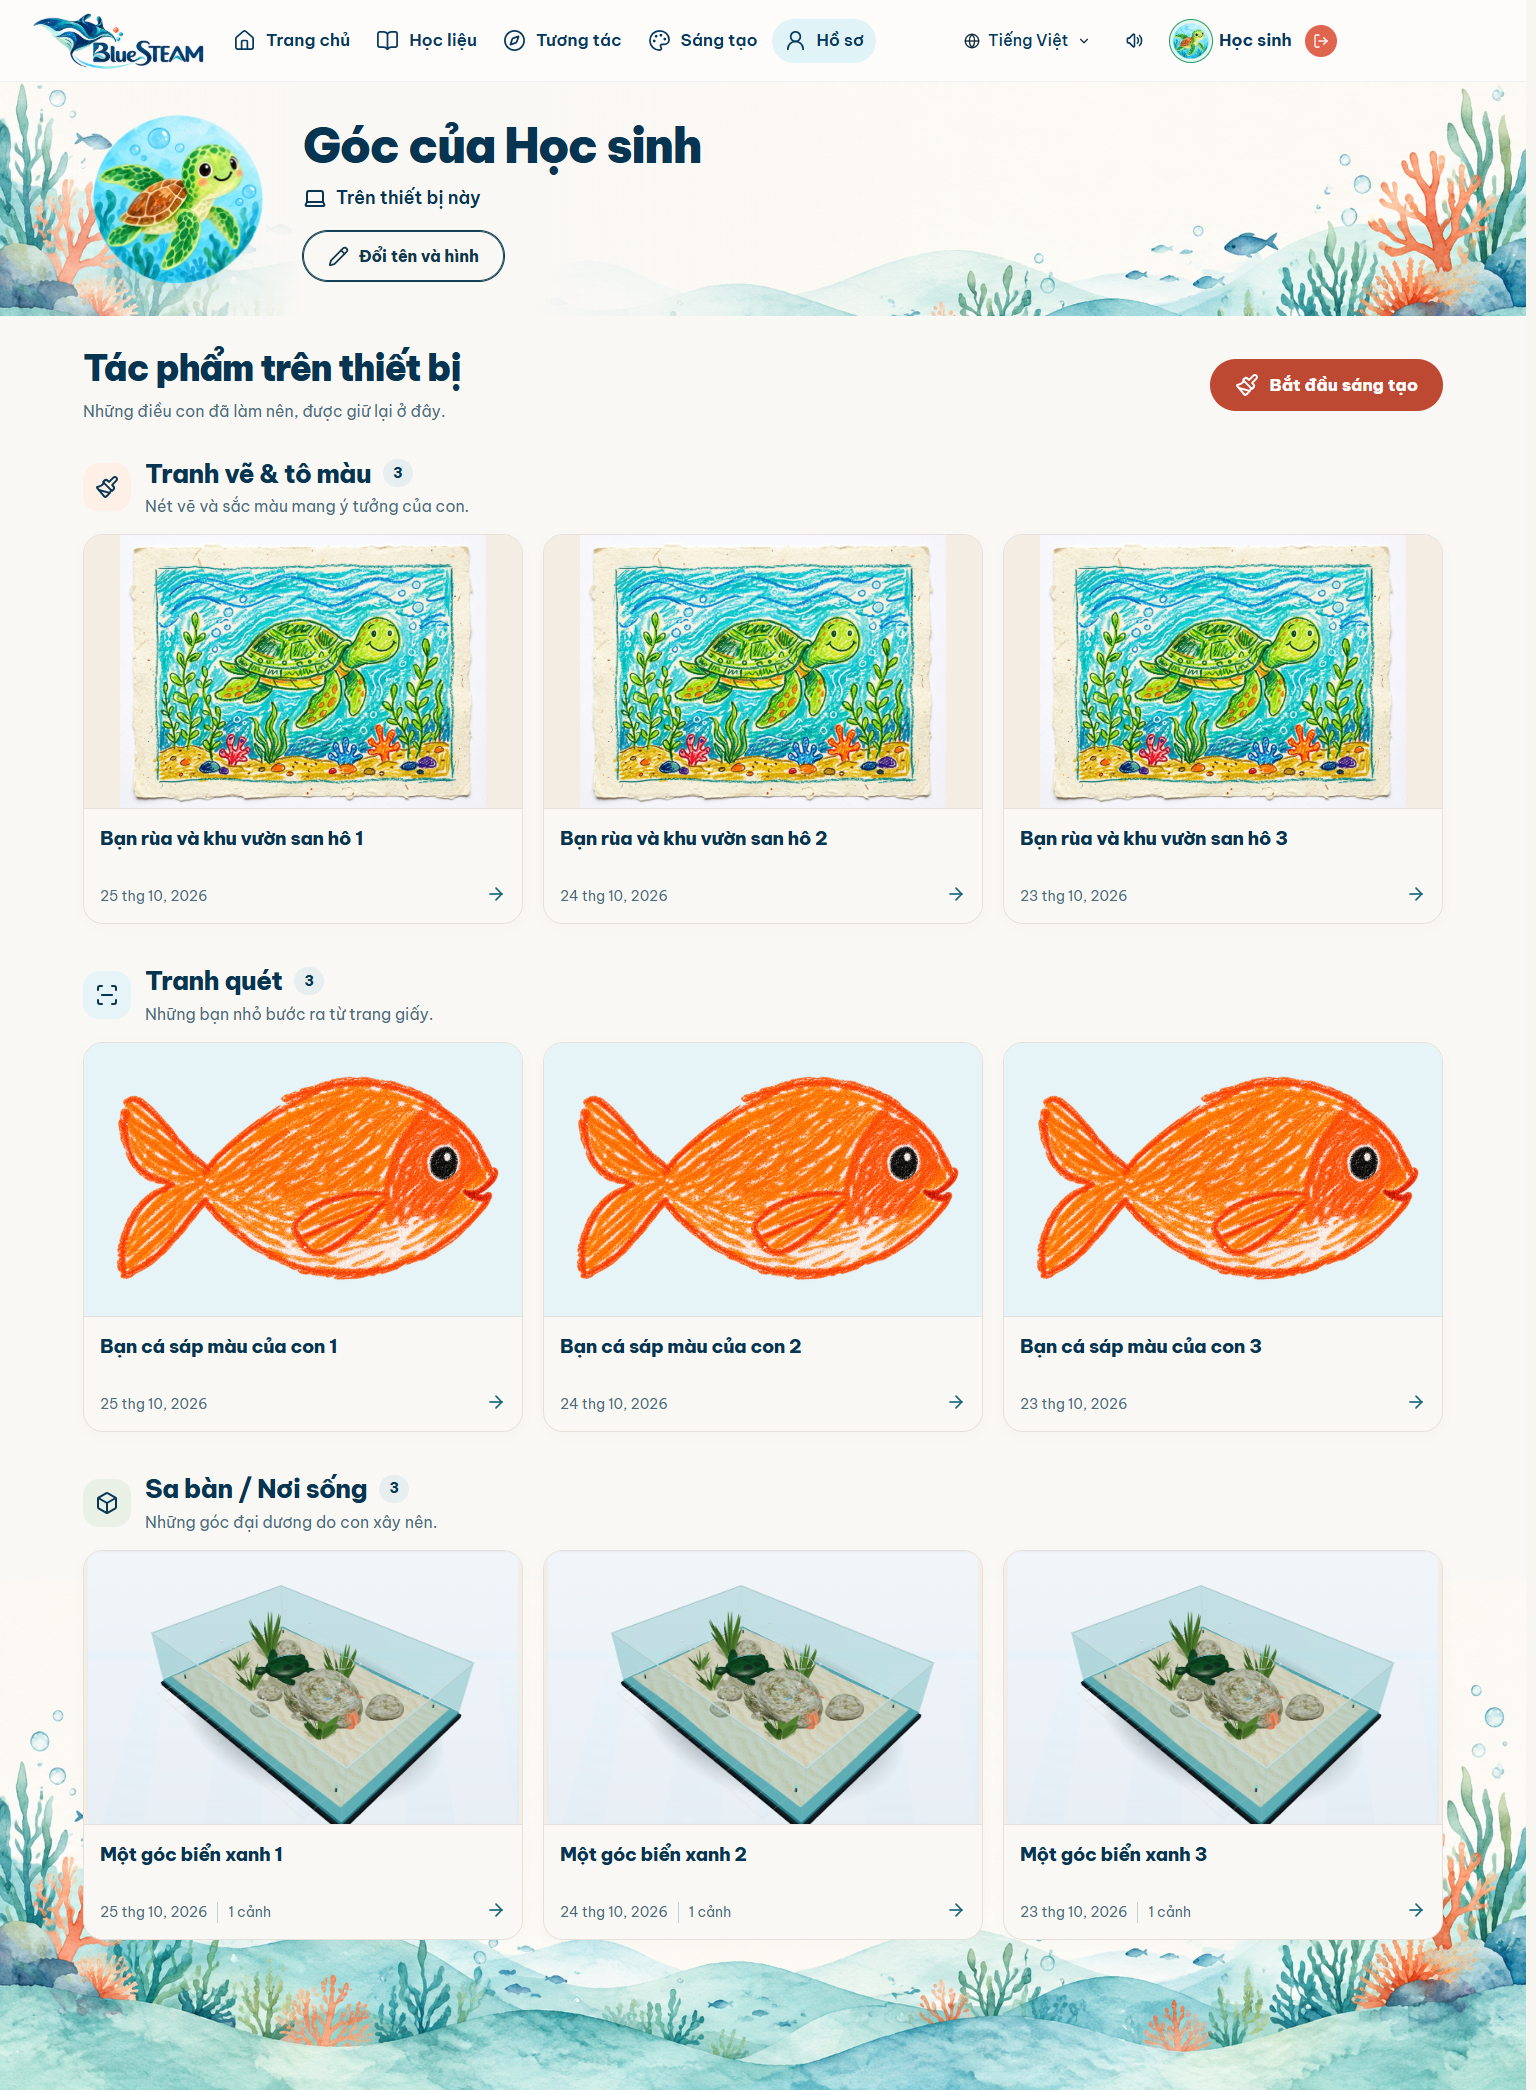 BlueSTEAM
Trang chủ
Học liệu
Tương tác
Sáng tạo
Hồ sơ
Tiếng Việt
Học sinh
Góc của Học sinh
Trên thiết bị này
Đổi tên và hình
Tác phẩm trên thiết bị
Những điều con đã làm nên, được giữ lại ở đây.
Bắt đầu sáng tạo
Tranh vẽ & tô màu 3
Nét vẽ và sắc màu mang ý tưởng của con.
Bạn rùa và khu vườn san hô 1
25 thg 10, 2026
Bạn rùa và khu vườn san hô 2
24 thg 10, 2026
Bạn rùa và khu vườn san hô 3
23 thg 10, 2026
Tranh quét 3
Những bạn nhỏ bước ra từ trang giấy.
Bạn cá sáp màu của con 1
25 thg 10, 2026
Bạn cá sáp màu của con 2
24 thg 10, 2026
Bạn cá sáp màu của con 3
23 thg 10, 2026
Sa bàn / Nơi sống 3
Những góc đại dương do con xây nên.
Một góc biển xanh 1
25 thg 10, 2026 | 1 cảnh
Một góc biển xanh 2
24 thg 10, 2026 | 1 cảnh
Một góc biển xanh 3
23 thg 10, 2026 | 1 cảnh